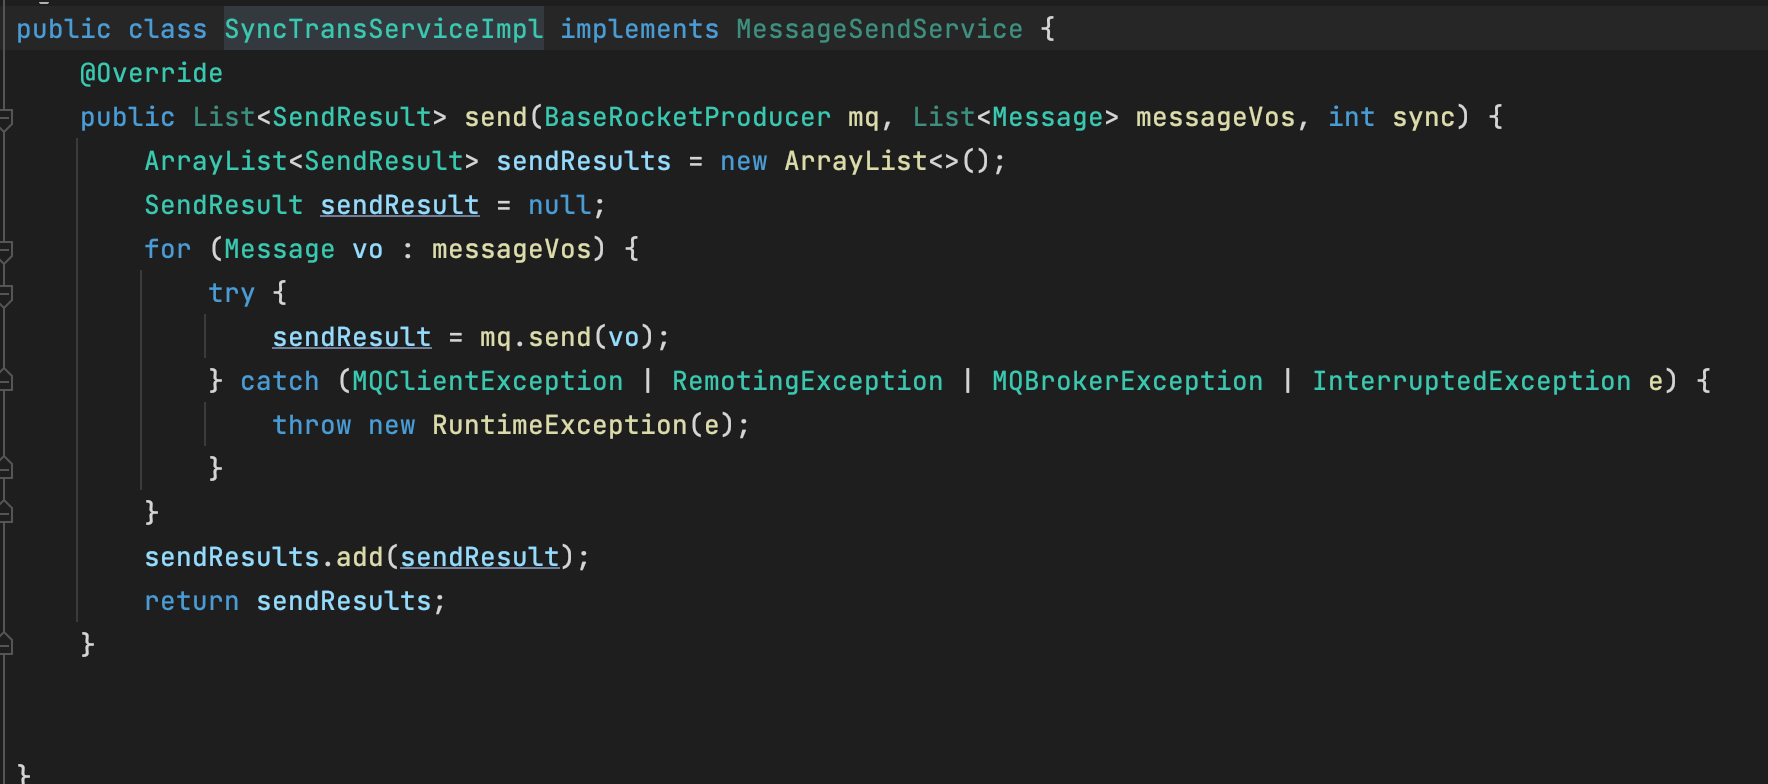 public class SyncTransServiceImpl implements MessageSendService {
    @Override
    public List<SendResult> send(BaseRocketProducer mq, List<Message> messageVos, int sync) {
        ArrayList<SendResult> sendResults = new ArrayList<>();
        SendResult sendResult = null;
        for (Message vo : messageVos) {
            try {
                sendResult = mq.send(vo);
            } catch (MQClientException | RemotingException | MQBrokerException | InterruptedException e) {
                throw new RuntimeException(e);
            }
        }
        sendResults.add(sendResult);
        return sendResults;
    }
}